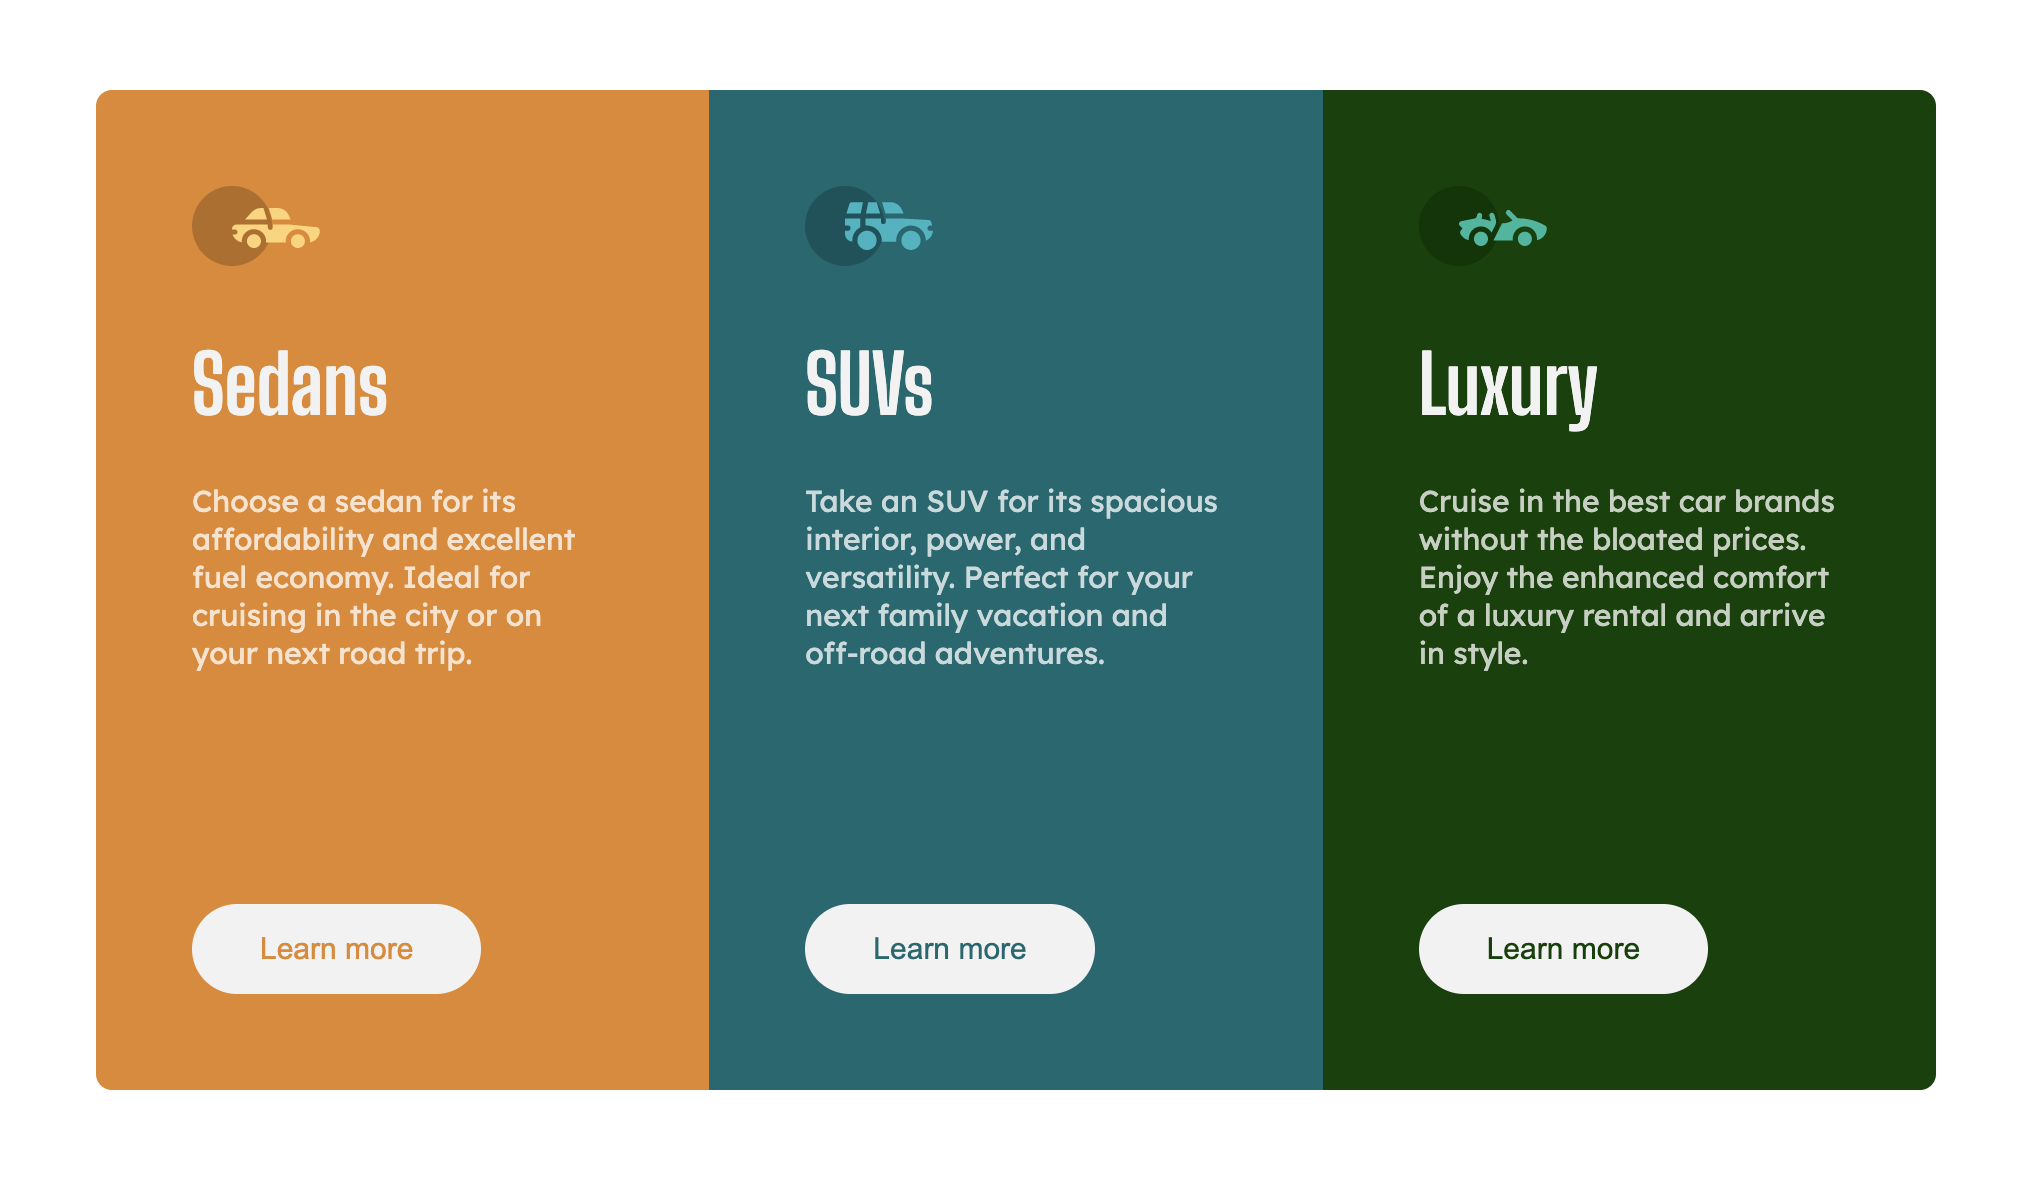 Sedans
Choose a sedan for its
affordability and excellent
fuel economy. Ideal for
cruising in the city or on
your next road trip.
Learn more
SUVs
Take an SUV for its spacious
interior, power, and
versatility. Perfect for your
next family vacation and
off-road adventures.
Learn more
Luxury
Cruise in the best car brands
without the bloated prices.
Enjoy the enhanced comfort
of a luxury rental and arrive
in style.
Learn more